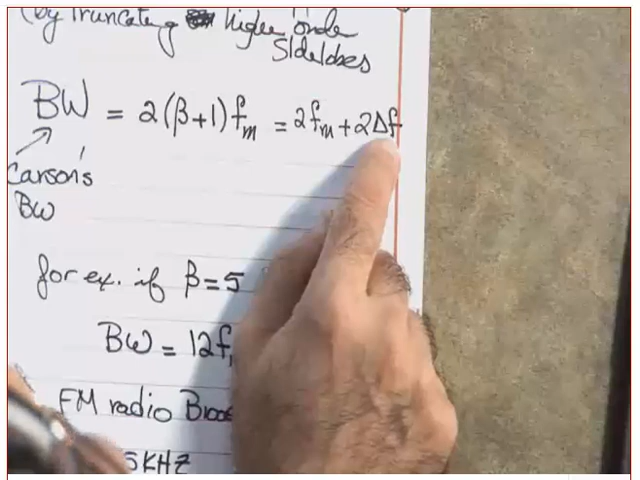 (by Truncating higher order
Sidelobes
BW = 2(β+1)fm = 2fm + 2Δf
Carson's
BW
for ex. if β = 5
BW = 12f
FM radio Broa
5KHZ